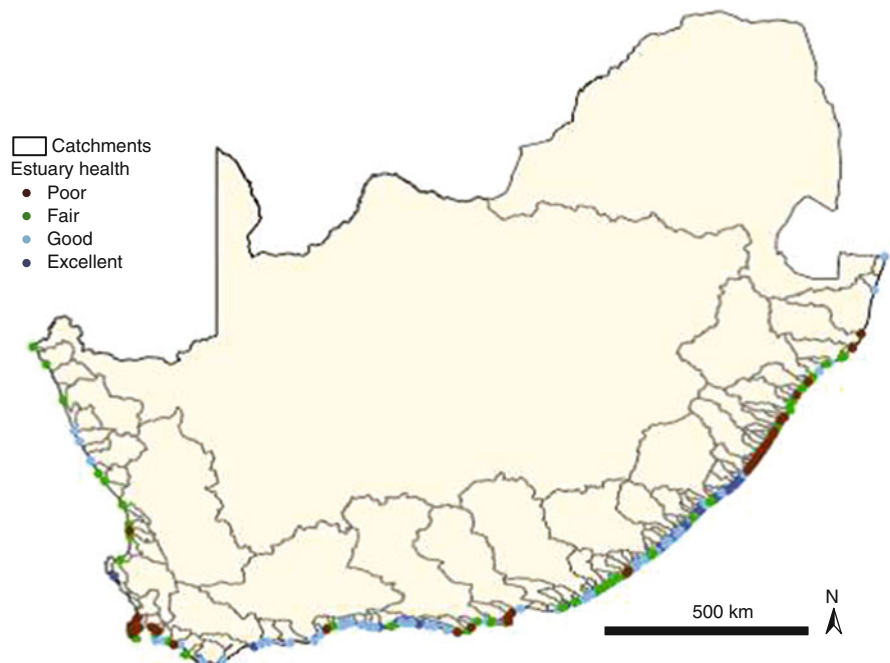 Catchments
Estuary health
Poor
Fair
Good
Excellent
500 km
N